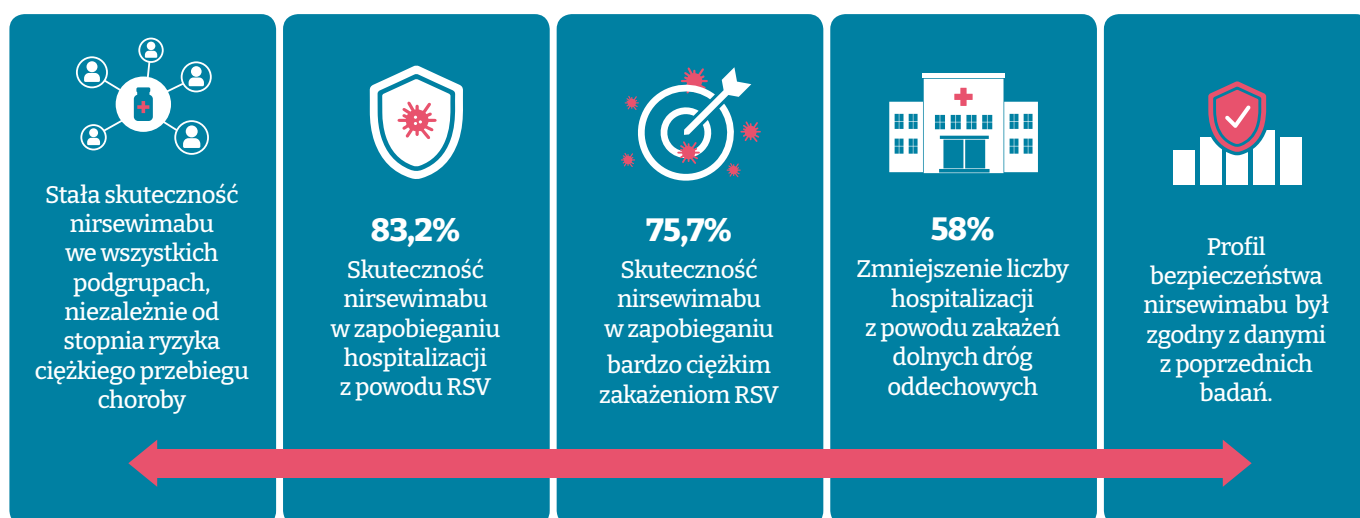 Stała skuteczność
nirsewimabu
we wszystkich
podgrupach,
niezależnie od
stopnia ryzyka
ciężkiego przebiegu
choroby
83,2%
Skuteczność
nirsewimabu
w zapobieganiu
hospitalizacji
z powodu RSV
75,7%
Skuteczność
nirsewimabu
w zapobieganiu
bardzo ciężkim
zakażeniom RSV
58%
Zmniejszenie liczby
hospitalizacji
z powodu zakażeń
dolnych dróg
oddechowych
Profil
bezpieczeństwa
nirsewimabu był
zgodny z danymi
z poprzednich
badań.